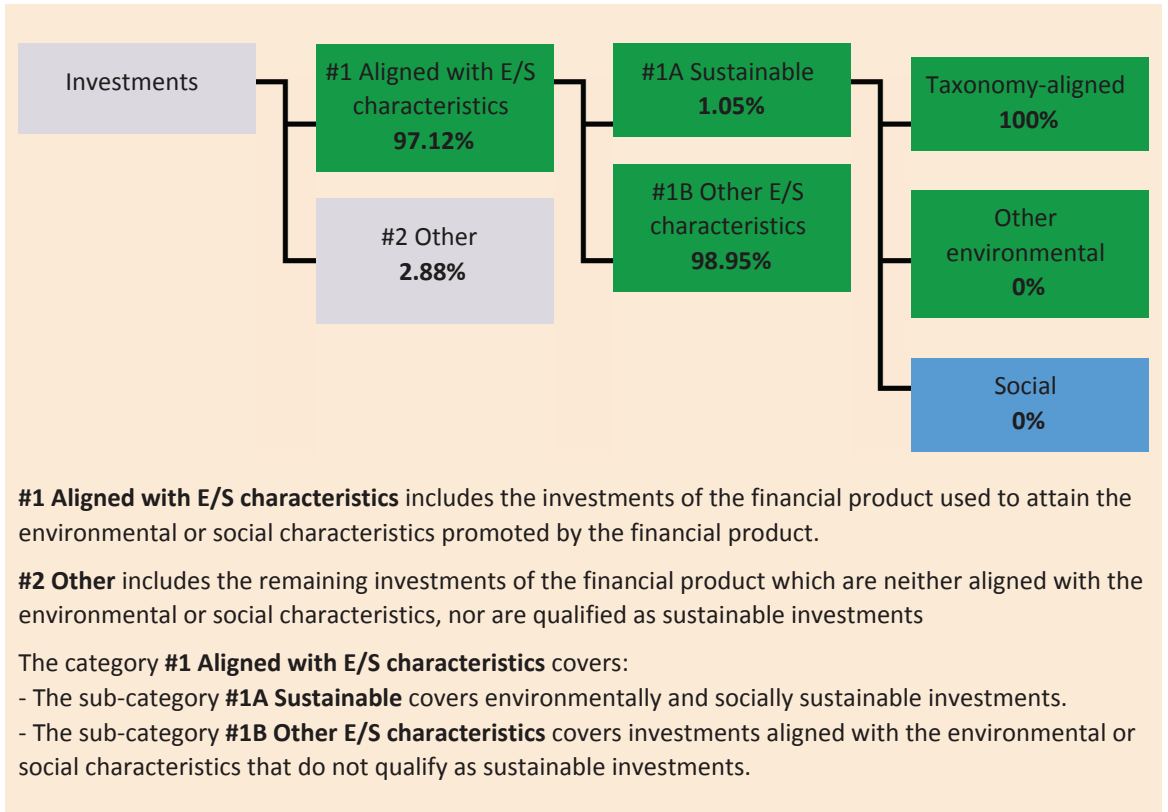 Investments
#1 Aligned with E/S
characteristics
97.12%
#2 Other
2.88%
#1A Sustainable
1.05%
#1B Other E/S
characteristics
98.95%
Taxonomy-aligned
100%
Other
environmental
0%
Social
0%
#1 Aligned with E/S characteristics includes the investments of the financial product used to attain the
environmental or social characteristics promoted by the financial product.
#2 Other includes the remaining investments of the financial product which are neither aligned with the
environmental or social characteristics, nor are qualified as sustainable investments
The category #1 Aligned with E/S characteristics covers:
- The sub-category #1A Sustainable covers environmentally and socially sustainable investments.
- The sub-category #1B Other E/S characteristics covers investments aligned with the environmental or
social characteristics that do not qualify as sustainable investments.